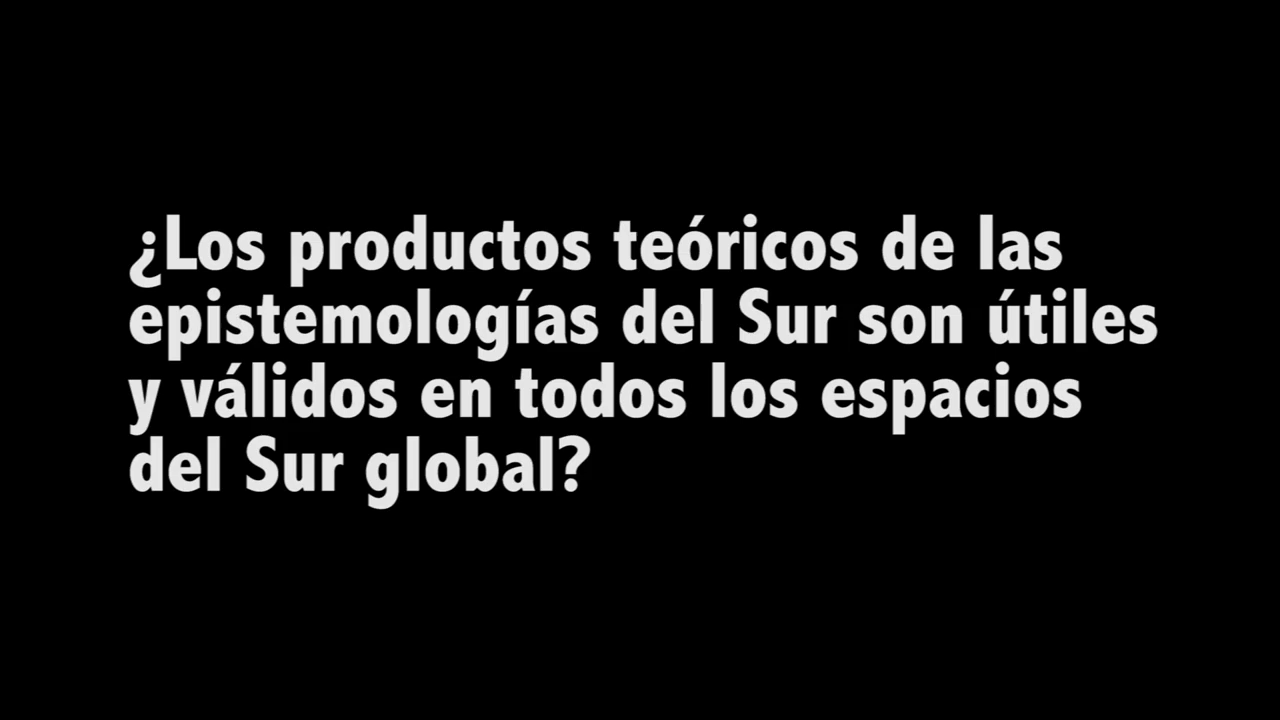 ¿Los productos teóricos de las
epistemologías del Sur son útiles
y válidos en todos los espacios
del Sur global?